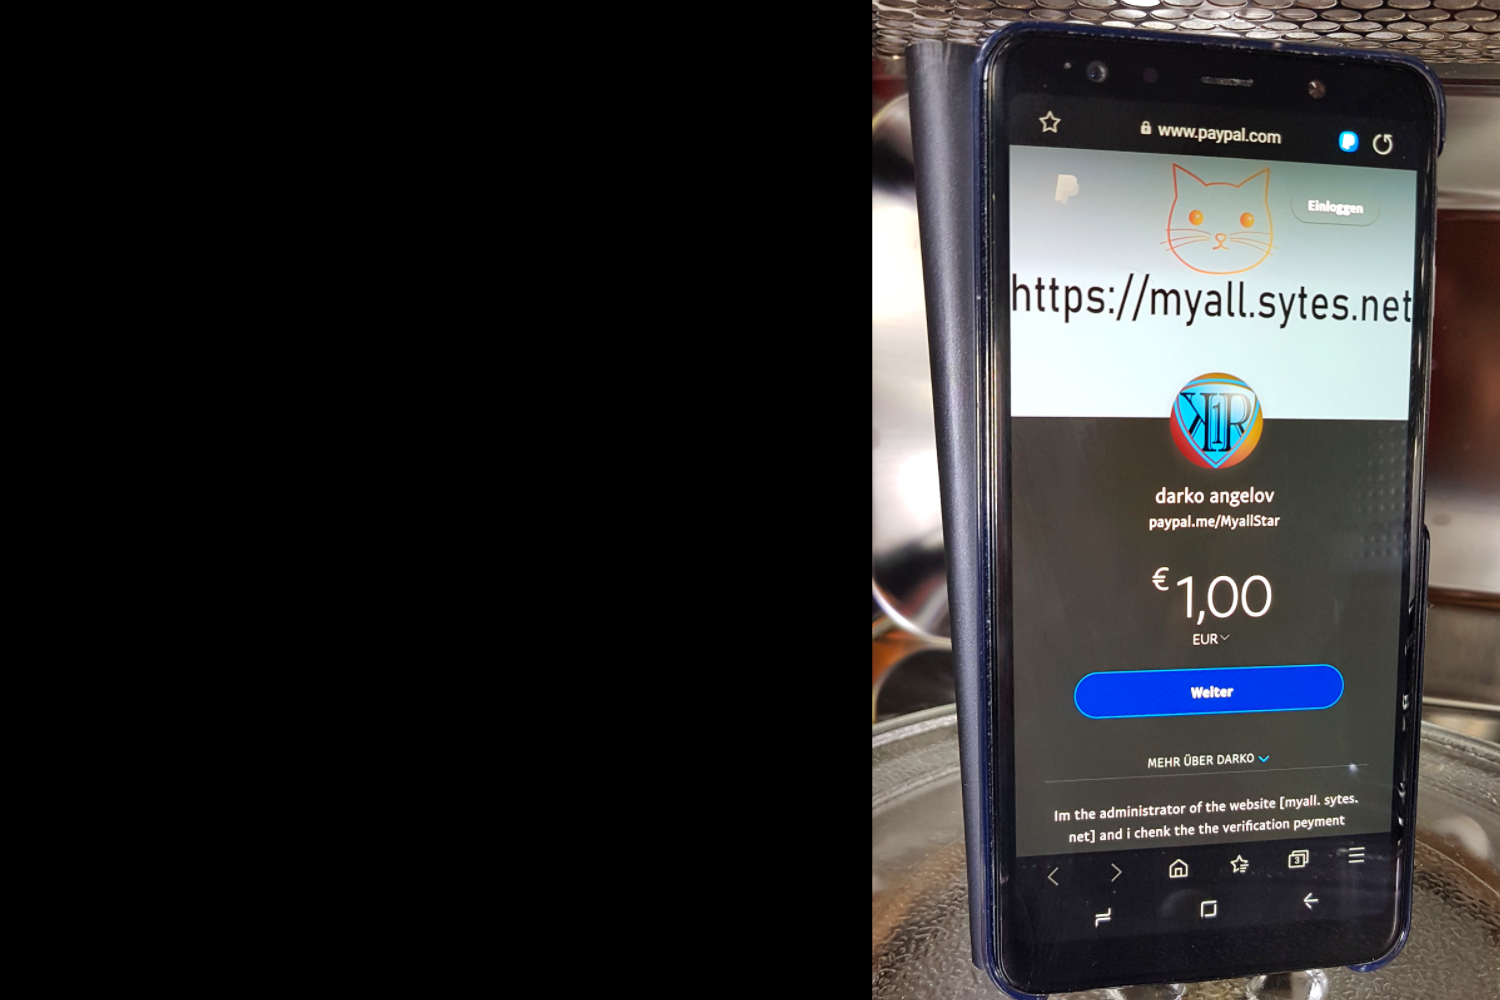 www.paypal.com
Einloggen
https://myall.sytes.net
K1R
darko angelov
paypal.me/MyallStar
€1,00
EUR
Weiter
MEHR ÜBER DARKO
Im the administrator of the website [myall. sytes.
net] and i chenk the the verification peyment
3